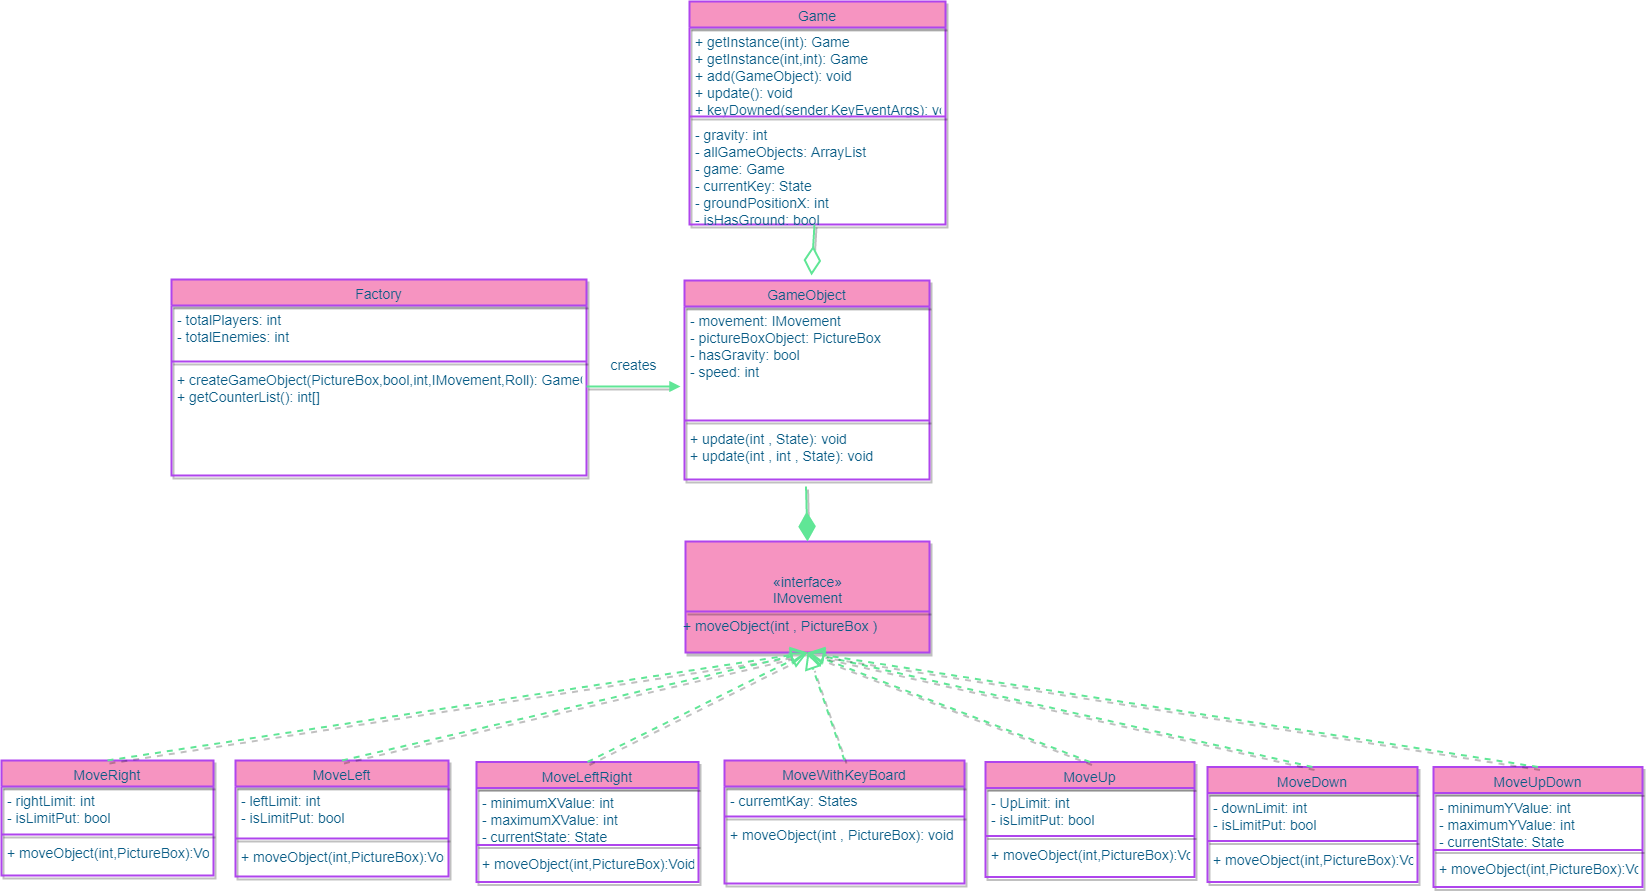 Game
+ getInstance(int): Game
+ getInstance(int,int): Game
+ add(GameObject): void
+ update(): void
+ keyDowned(sender,KeyEventArgs): vo
- gravity: int
- allGameObjects: ArrayList
- game: Game
- currentKey: State
- groundPositionX: int
- isHasGround: bool
Factory
- totalPlayers: int
- totalEnemies: int
+ createGameObject(PictureBox,bool,int,IMovement,Roll): Game
+ getCounterList(): int[]
creates
GameObject
- movement: IMovement
- pictureBoxObject: PictureBox
- hasGravity: bool
- speed: int
+ update(int , State): void
+ update(int , int , State): void
«interface»
IMovement
+ moveObject(int , PictureBox )
MoveRight
- rightLimit: int
- isLimitPut: bool
+ moveObject(int,PictureBox):Vo
MoveLeft
- leftLimit: int
- isLimitPut: bool
+ moveObject(int,PictureBox):Vo
MoveLeftRight
- minimumXValue: int
- maximumXValue: int
- currentState: State
+ moveObject(int,PictureBox):Void
MoveWithKeyBoard
- curremtKay: States
+ moveObject(int , PictureBox): void
MoveUp
- UpLimit: int
- isLimitPut: bool
+ moveObject(int,PictureBox):Vo
MoveDown
- downLimit: int
- isLimitPut: bool
+ moveObject(int,PictureBox):Vo
MoveUpDown
- minimumYValue: int
- maximumYValue: int
- currentState: State
+ moveObject(int,PictureBox):Vo